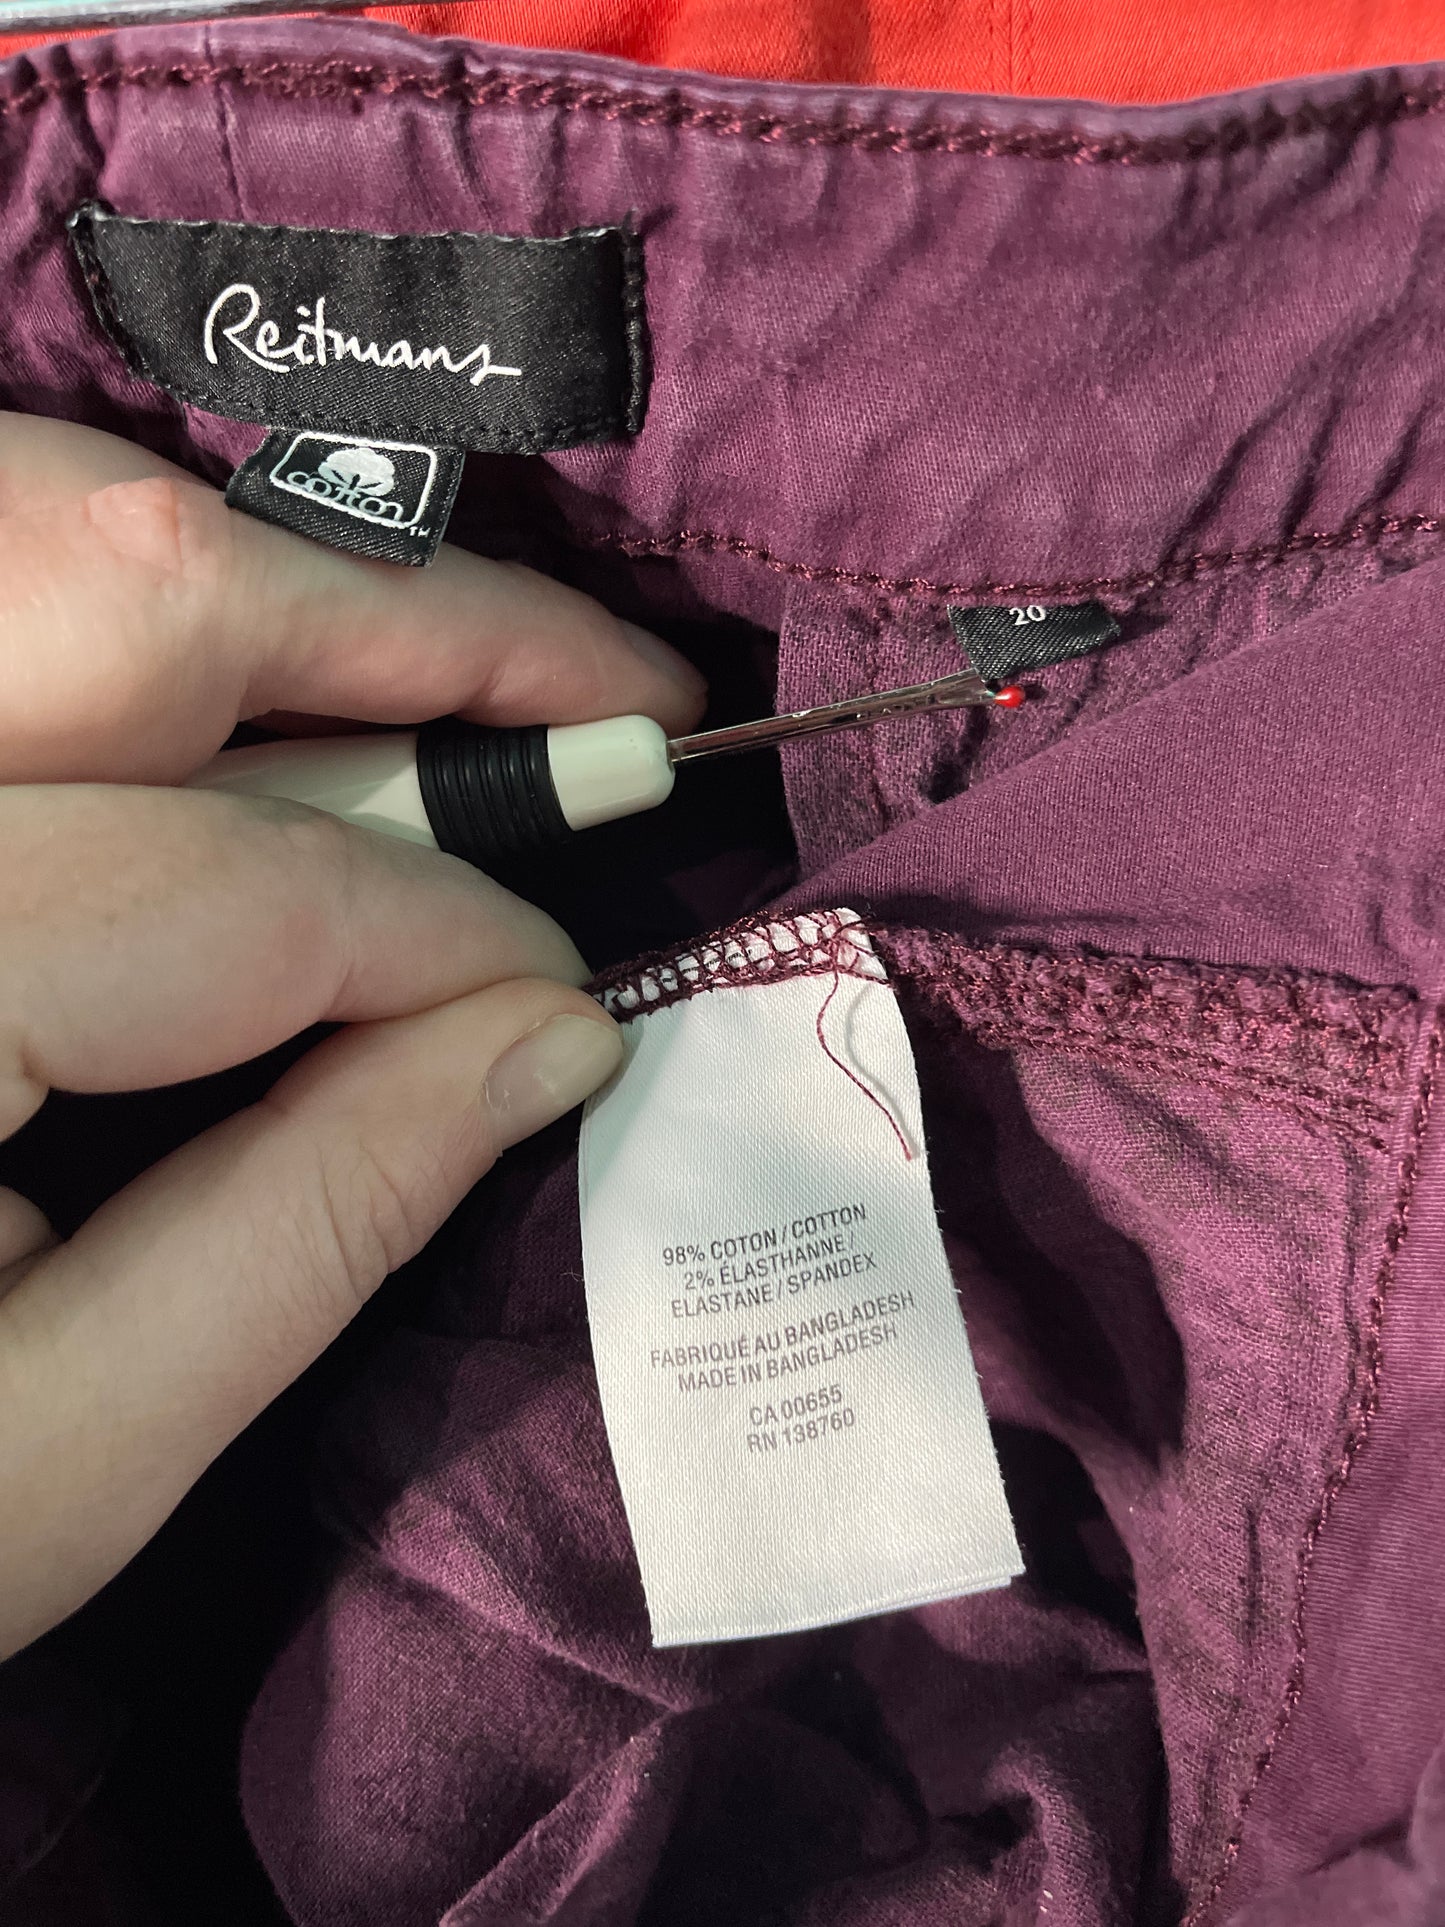 Reitmans
cotton
TM
20
98% COTON / COTTON
2% ÉLASTHANNE /
ELASTANE / SPANDEX
FABRIQUÉ AU BANGLADESH
MADE IN BANGLADESH
CA 00655
RN 138760